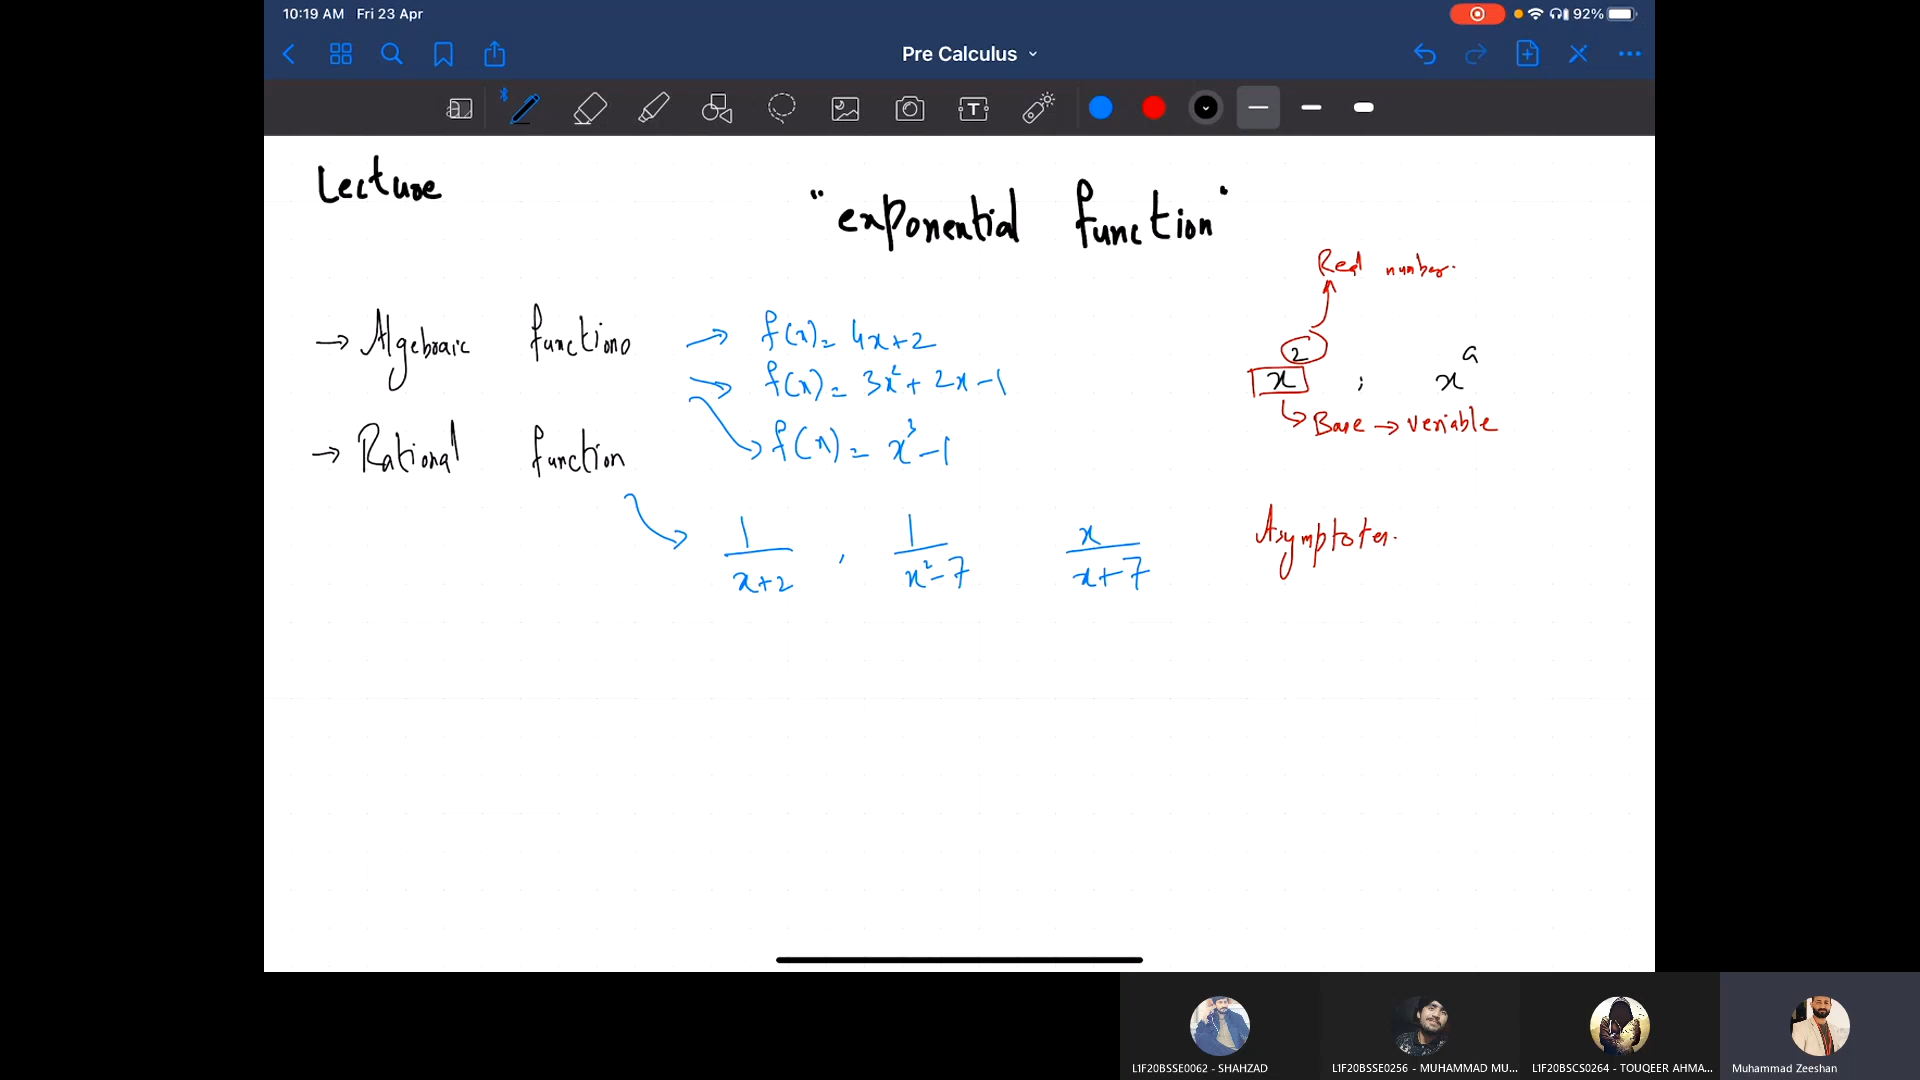 10:19 AM Fri 23 Apr
92%
Pre Calculus
T
Lecture
"exponential function"
Real number.
→ Algebraic functions → f(x) = 4x+2
→ f(x) = 3x² + 2x - 1
→ f(x) = x³ - 1
x² ; xᵃ
Base → veriable
→ Rational function
→ 1/(x+2) , 1/(x²-7) x/(x+7)
Asymptotes.
L1F20BSSE0062 - SHAHZAD
L1F20BSSE0256 - MUHAMMAD MU...
L1F20BSCS0264 - TOUQEER AHMA...
Muhammad Zeeshan